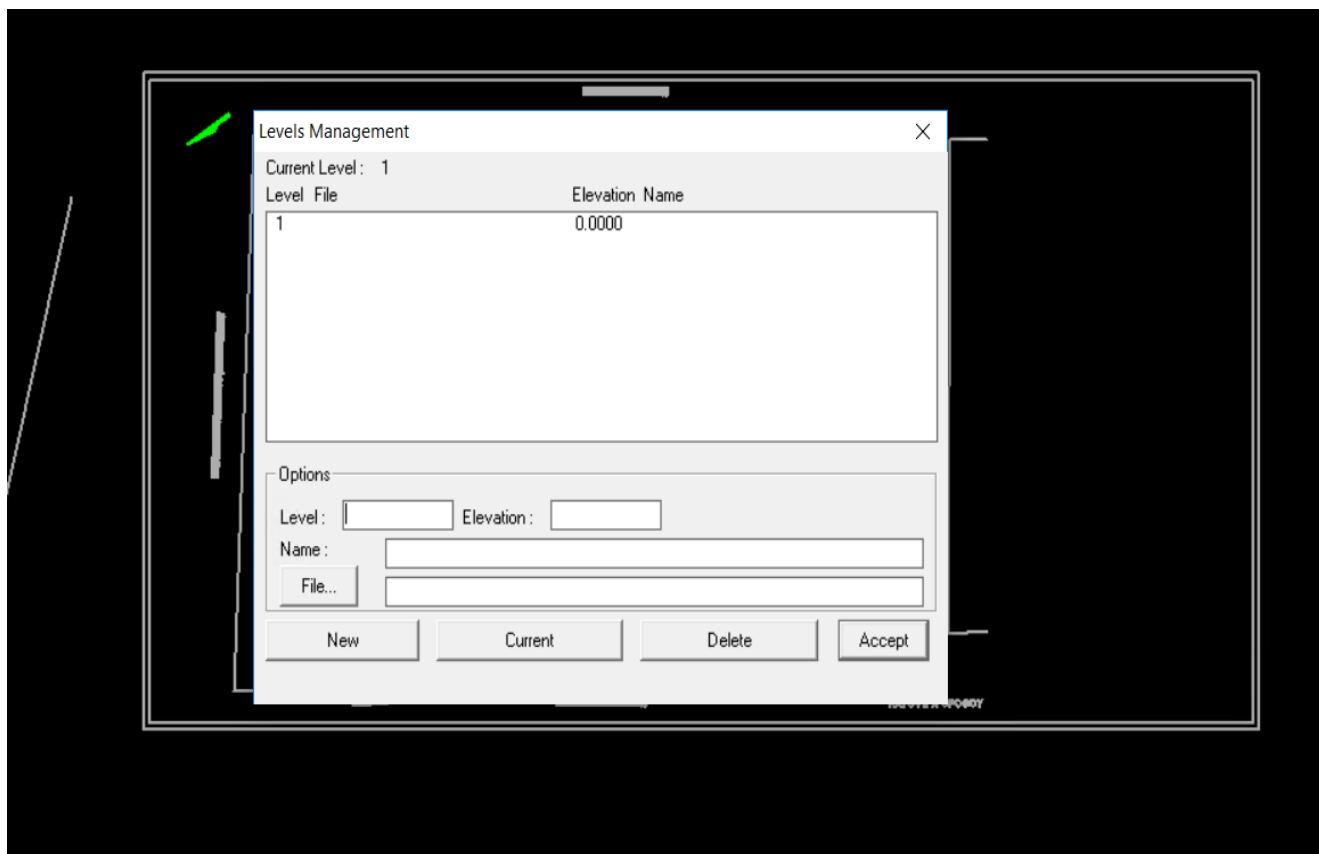 Levels Management
Current Level : 1
Level File Elevation Name
1 0.0000
Options
Level : Elevation :
Name :
File...
New Current Delete Accept